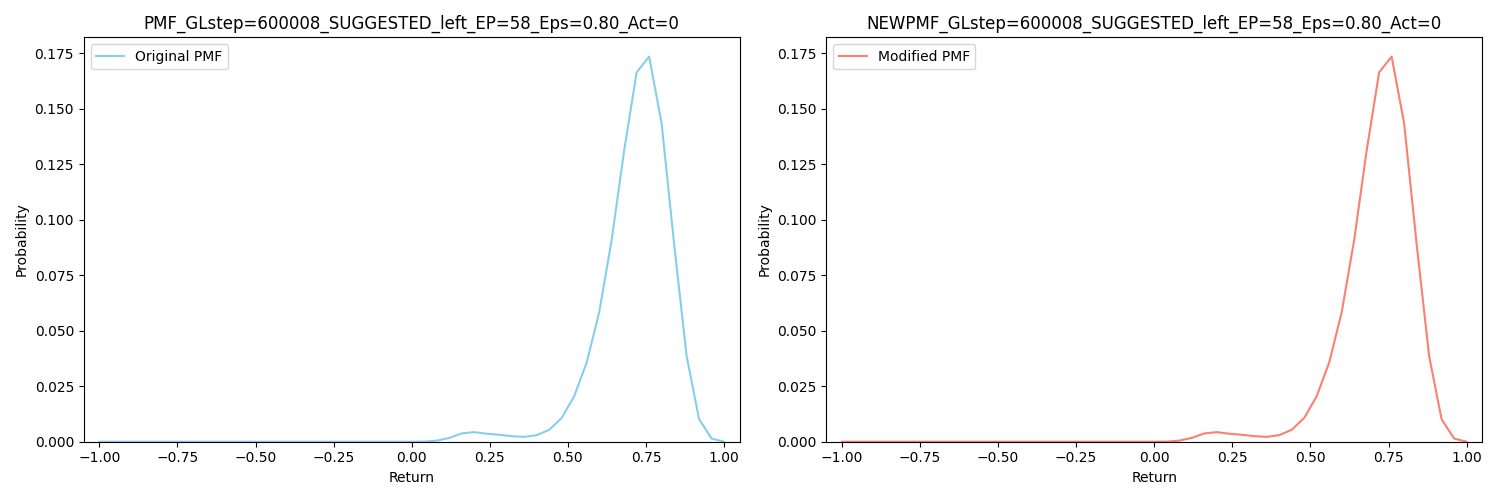 PMF_GLstep=600008_SUGGESTED_left_EP=58_Eps=0.80_Act=0
Original PMF
0.175
0.150
0.125
0.100
0.075
0.050
0.025
0.000
Probability
−1.00 −0.75 −0.50 −0.25 0.00 0.25 0.50 0.75 1.00
Return
NEWPMF_GLstep=600008_SUGGESTED_left_EP=58_Eps=0.80_Act=0
Modified PMF
0.175
0.150
0.125
0.100
0.075
0.050
0.025
0.000
Probability
−1.00 −0.75 −0.50 −0.25 0.00 0.25 0.50 0.75 1.00
Return